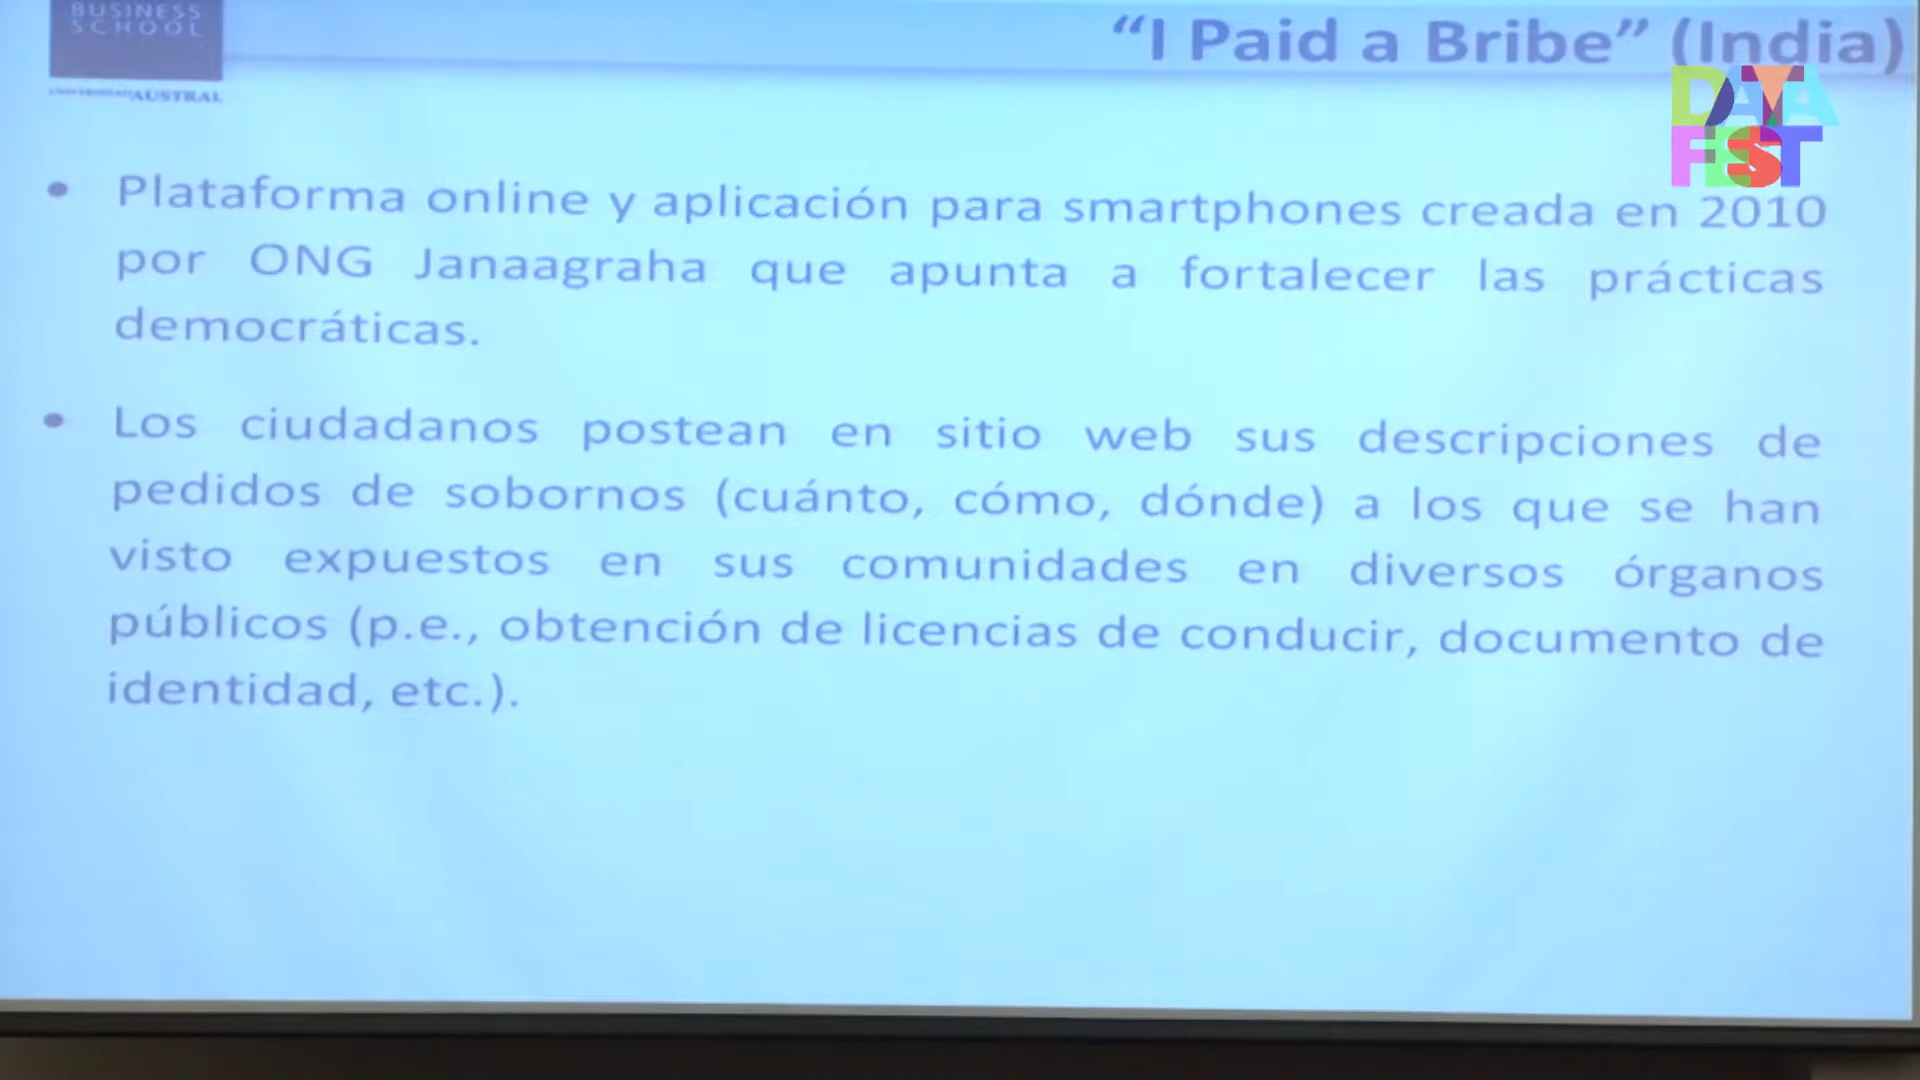 BUSINESS
SCHOOL
AUSTRAL
“I Paid a Bribe” (India)
DATA
FEST
• Plataforma online y aplicación para smartphones creada en 2010
por ONG Janaagraha que apunta a fortalecer las prácticas
democráticas.
• Los ciudadanos postean en sitio web sus descripciones de
pedidos de sobornos (cuánto, cómo, dónde) a los que se han
visto expuestos en sus comunidades en diversos órganos
públicos (p.e., obtención de licencias de conducir, documento de
identidad, etc.).